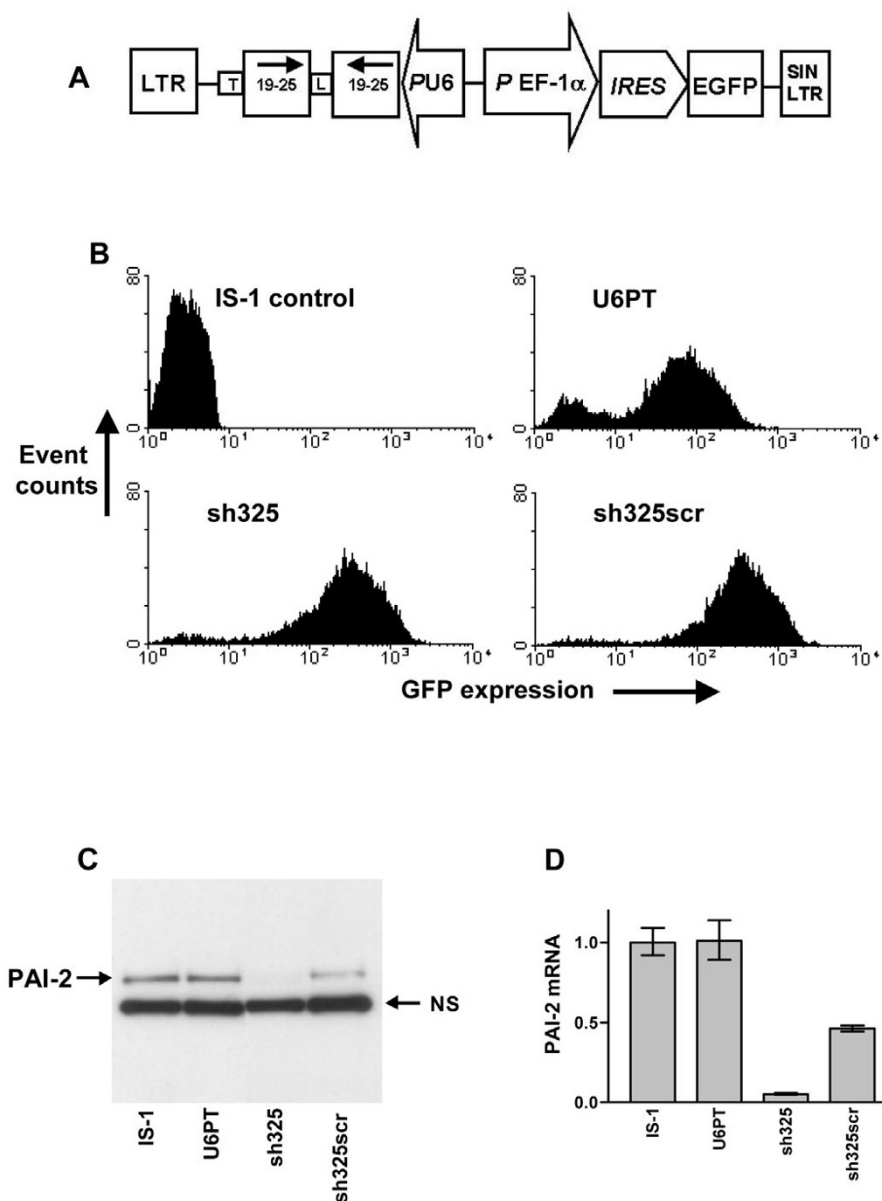 A
LTR T 19-25 L 19-25 PU6 P EF-1α IRES EGFP SIN LTR
B
80
0
IS-1 control
10⁰ 10¹ 10² 10³ 10⁴
80
0
U6PT
10⁰ 10¹ 10² 10³ 10⁴
Event counts
80
0
sh325
10⁰ 10¹ 10² 10³ 10⁴
80
0
sh325scr
10⁰ 10¹ 10² 10³ 10⁴
GFP expression
C
PAI-2
NS
IS-1
U6PT
sh325
sh325scr
D
PAI-2 mRNA
1.0
0.5
0.0
IS-1
U6PT
sh325
sh325scr